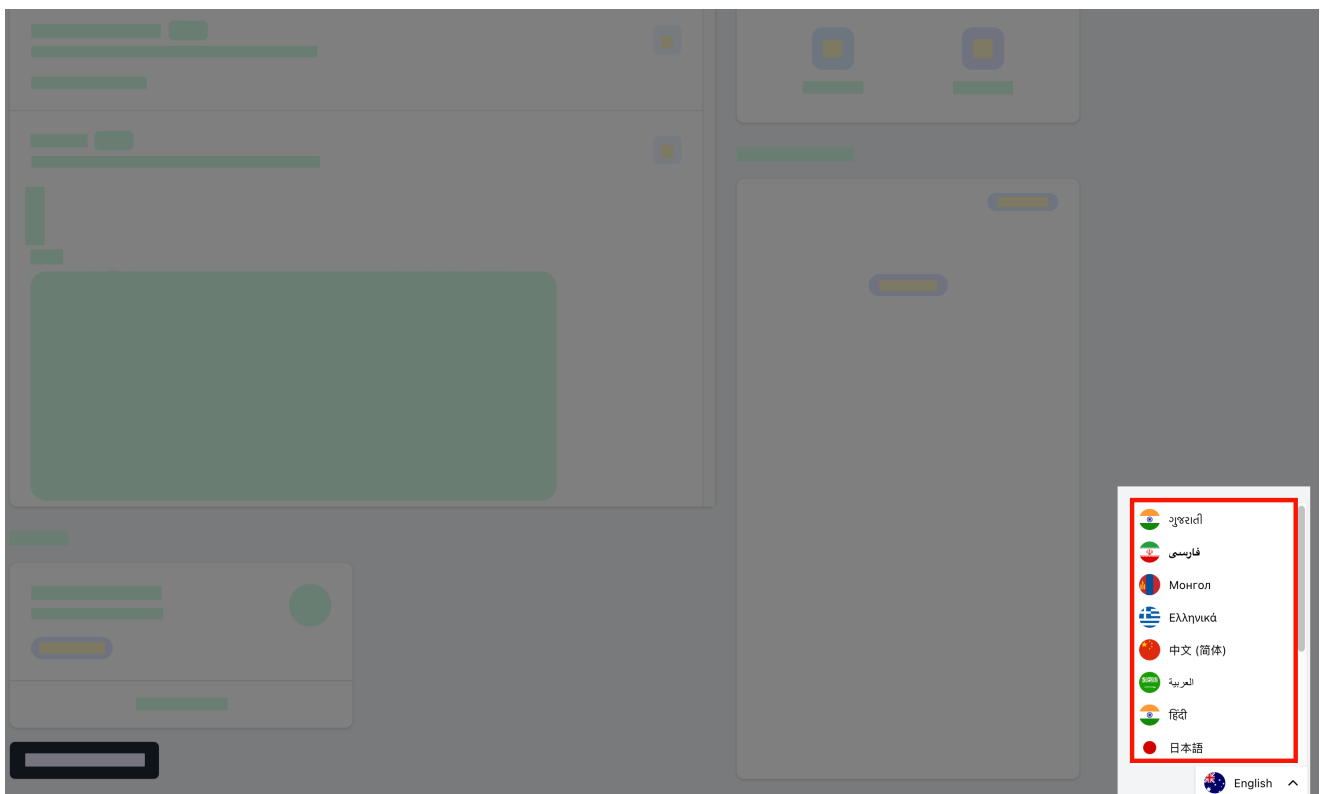 ગુજરાતી
فارسی
Монгол
Ελληνικά
中文 (简体)
العربية
हिंदी
日本語
English